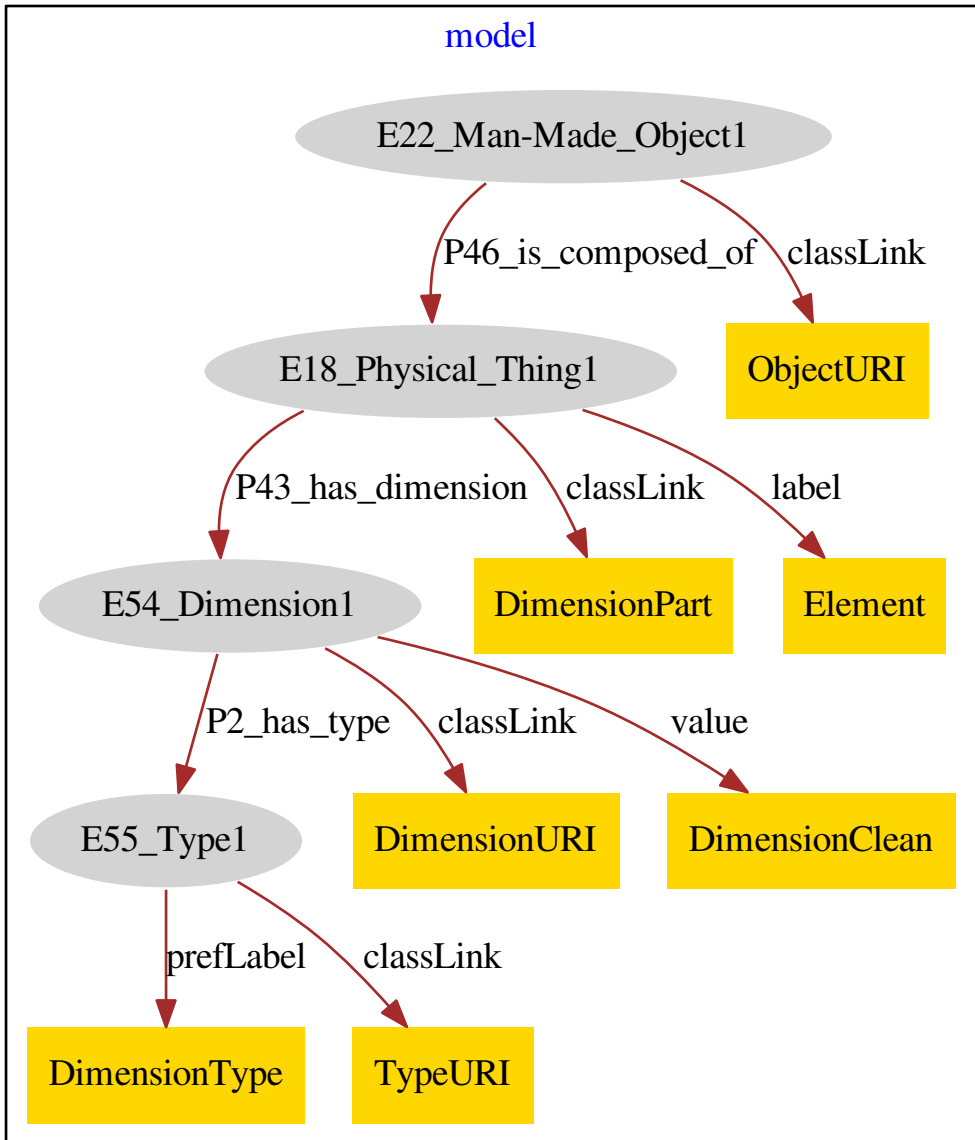 model
E22_Man-Made_Object1
P46_is_composed_of classLink
E18_Physical_Thing1 ObjectURI
P43_has_dimension classLink label
E54_Dimension1 DimensionPart Element
P2_has_type classLink value
E55_Type1 DimensionURI DimensionClean
prefLabel classLink
DimensionType TypeURI